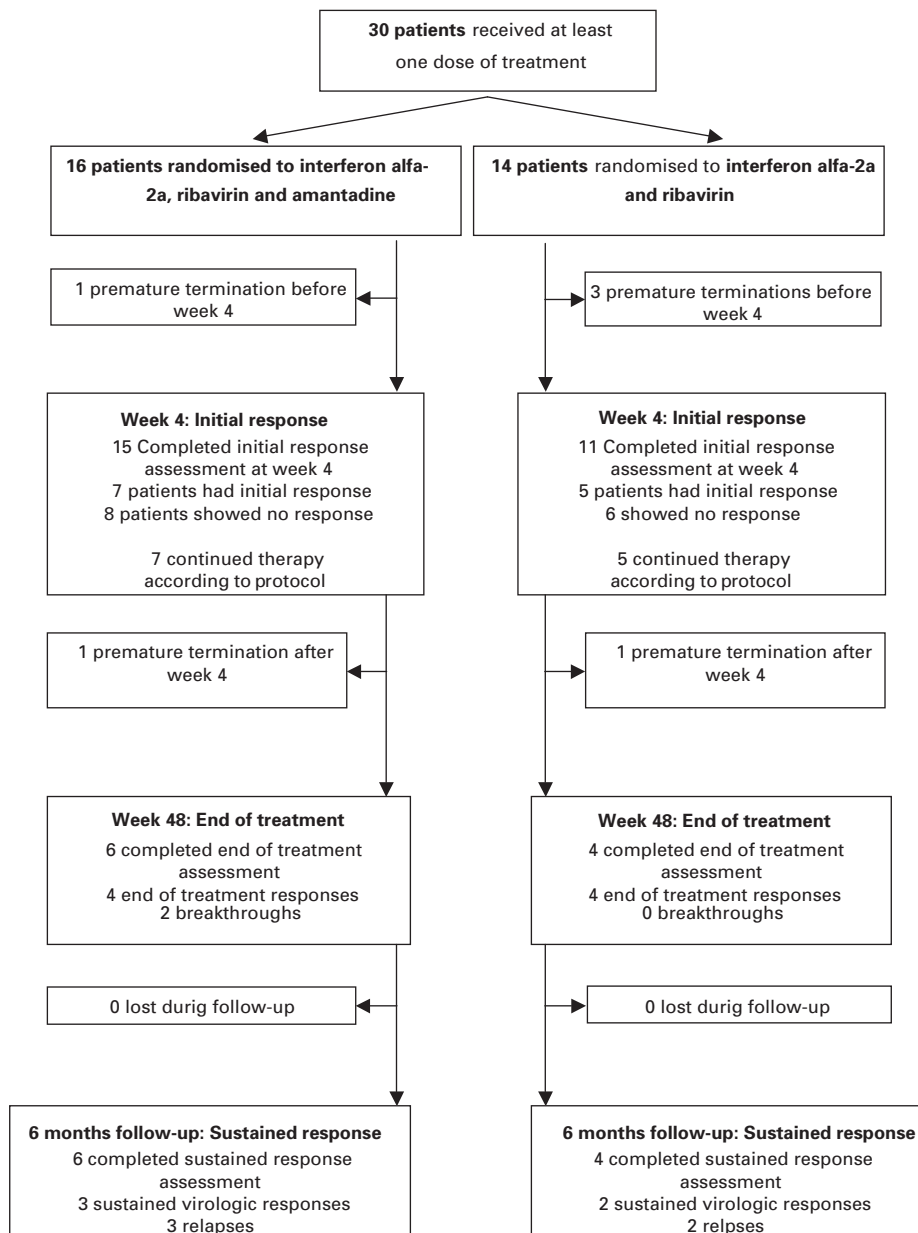 30 patients received at least
one dose of treatment
16 patients randomised to interferon alfa-
2a, ribavirin and amantadine
14 patients randomised to interferon alfa-2a
and ribavirin
1 premature termination before
week 4
3 premature terminations before
week 4
Week 4: Initial response
15 Completed initial response
assessment at week 4
7 patients had initial response
8 patients showed no response
7 continued therapy
according to protocol
Week 4: Initial response
11 Completed initial response
assessment at week 4
5 patients had initial response
6 showed no response
5 continued therapy
according to protocol
1 premature termination after
week 4
1 premature termination after
week 4
Week 48: End of treatment
6 completed end of treatment
assessment
4 end of treatment responses
2 breakthroughs
Week 48: End of treatment
4 completed end of treatment
assessment
4 end of treatment responses
0 breakthroughs
0 lost durig follow-up
0 lost durig follow-up
6 months follow-up: Sustained response
6 completed sustained response
assessment
3 sustained virologic responses
3 relapses
6 months follow-up: Sustained response
4 completed sustained response
assessment
2 sustained virologic responses
2 relpses